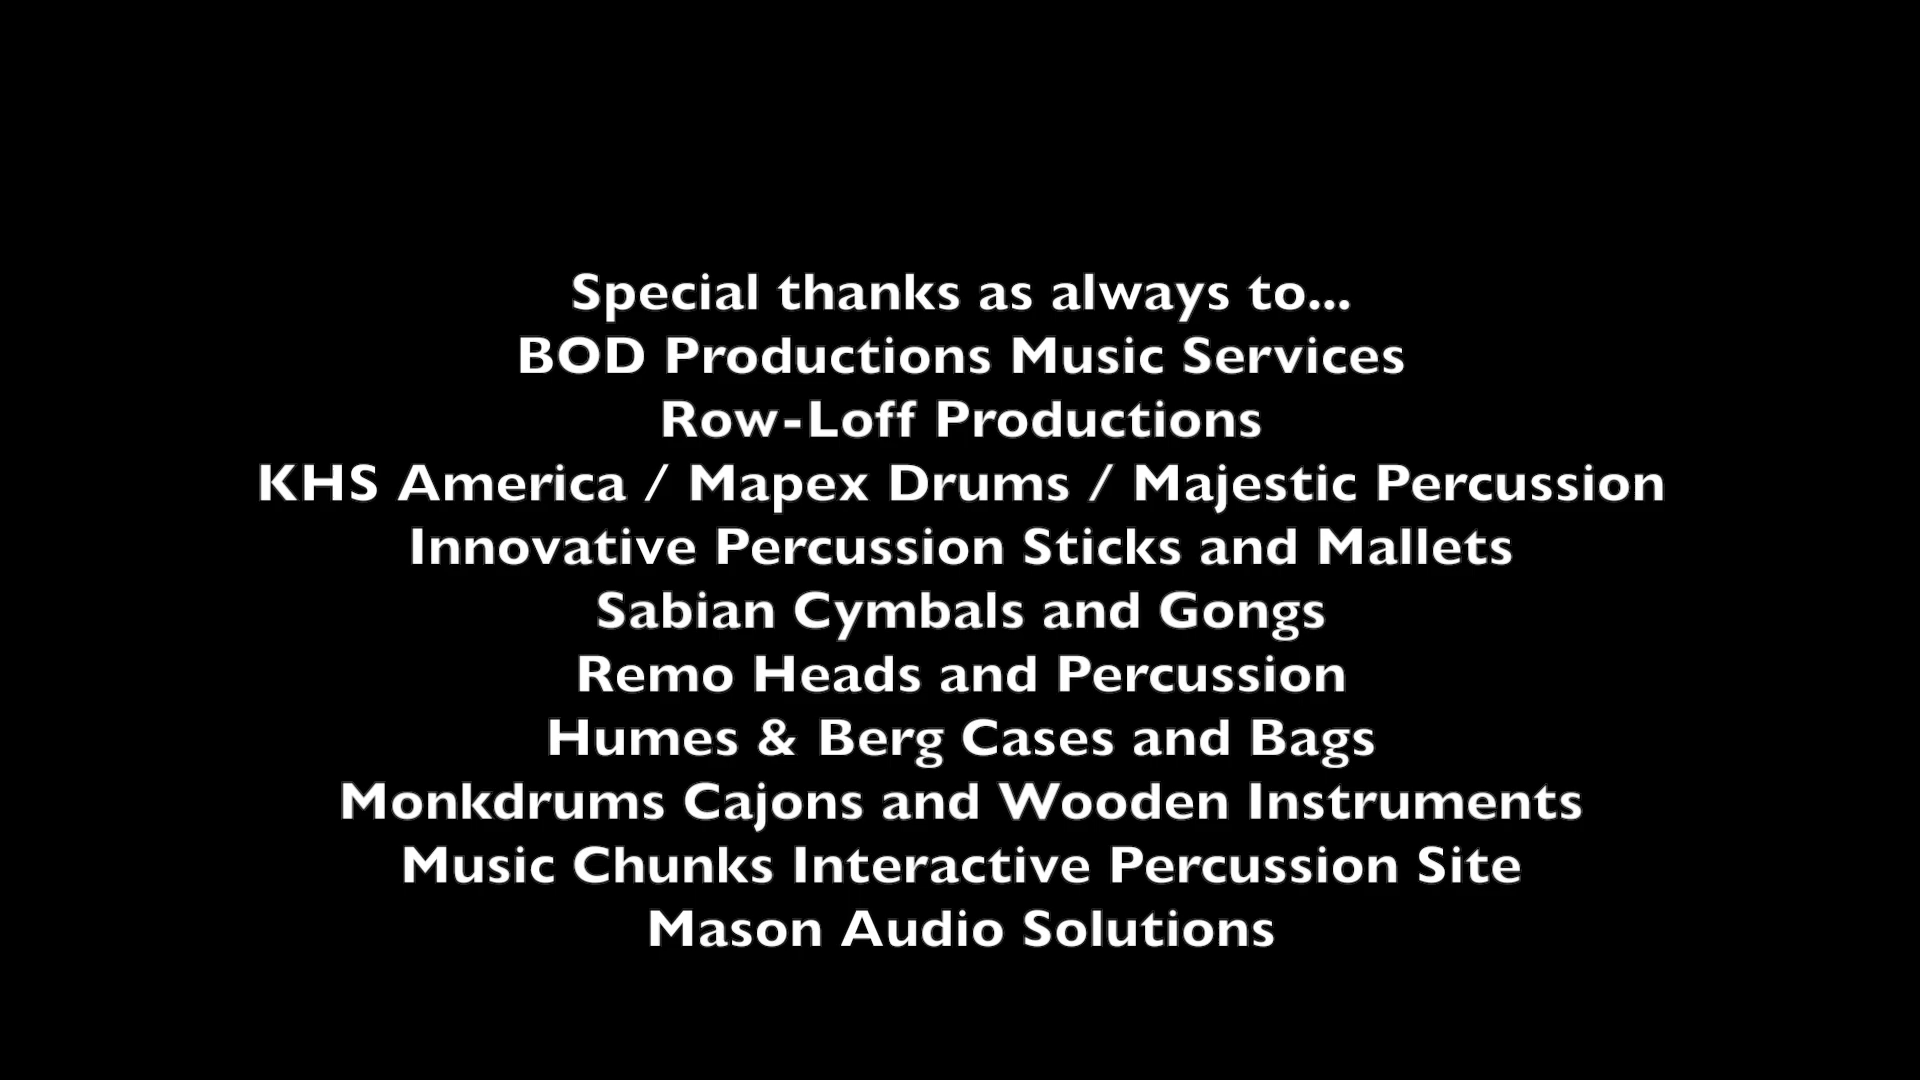 Special thanks as always to...
BOD Productions Music Services
Row-Loff Productions
KHS America / Mapex Drums / Majestic Percussion
Innovative Percussion Sticks and Mallets
Sabian Cymbals and Gongs
Remo Heads and Percussion
Humes & Berg Cases and Bags
Monkdrums Cajons and Wooden Instruments
Music Chunks Interactive Percussion Site
Mason Audio Solutions